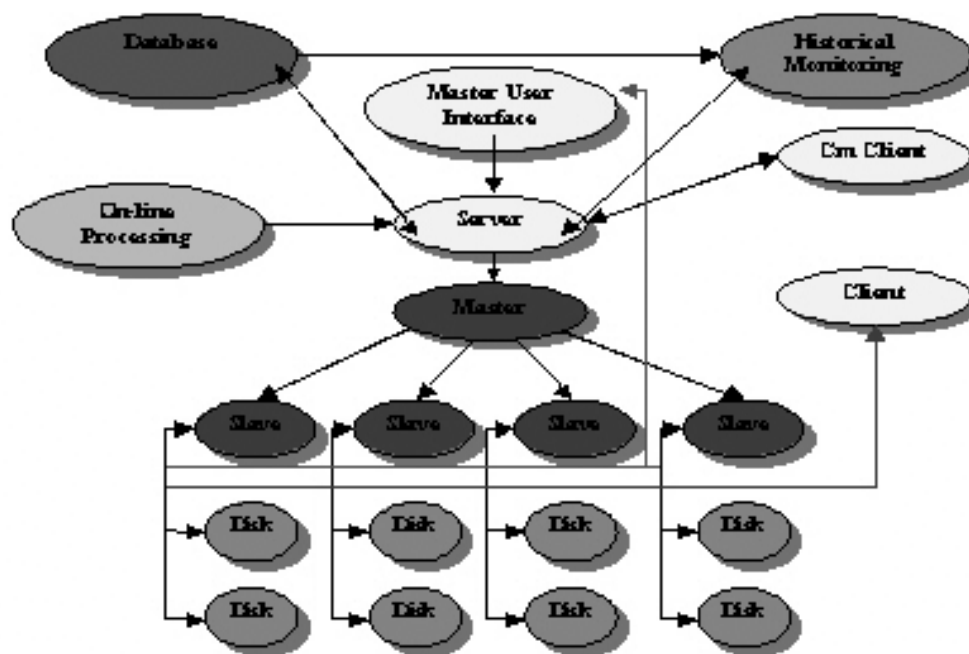 Database
Historical
Monitoring
Master User
Interface
Cm Client
On-line
Processing
Server
Client
Master
Slave
Slave
Slave
Slave
Disk
Disk
Disk
Disk
Disk
Disk
Disk
Disk